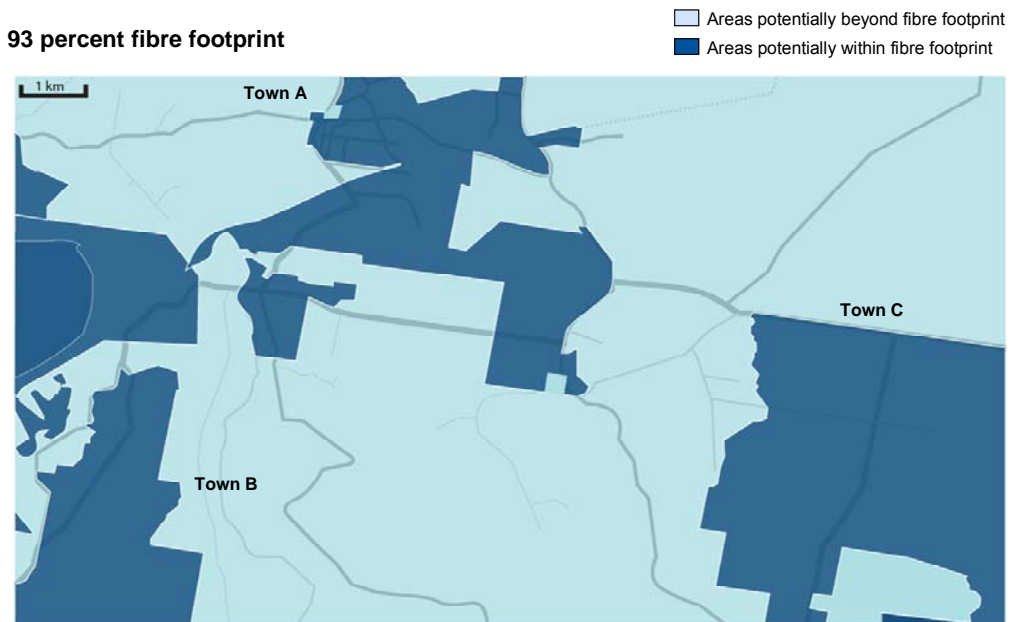 Areas potentially beyond fibre footprint
93 percent fibre footprint
Areas potentially within fibre footprint
1 km
Town A
Town C
Town B